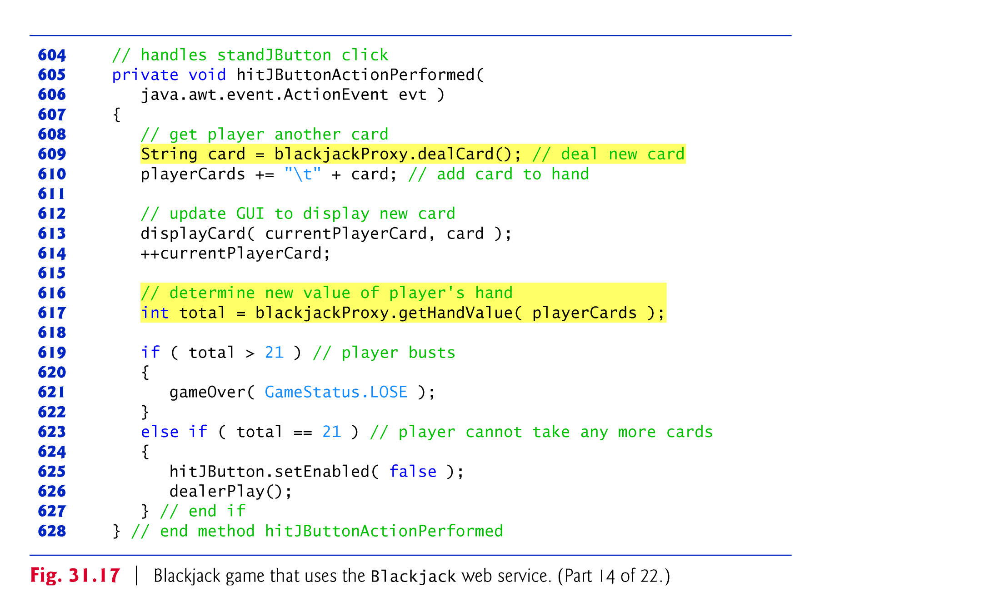 604 // handles standJButton click
605 private void hitJButtonActionPerformed(
606 java.awt.event.ActionEvent evt )
607 {
608 // get player another card
609 String card = blackjackProxy.dealCard(); // deal new card
610 playerCards += "\t" + card; // add card to hand
611
612 // update GUI to display new card
613 displayCard( currentPlayerCard, card );
614 ++currentPlayerCard;
615
616 // determine new value of player's hand
617 int total = blackjackProxy.getHandValue( playerCards );
618
619 if ( total > 21 ) // player busts
620 {
621 gameOver( GameStatus.LOSE );
622 }
623 else if ( total == 21 ) // player cannot take any more cards
624 {
625 hitJButton.setEnabled( false );
626 dealerPlay();
627 } // end if
628 } // end method hitJButtonActionPerformed
Fig. 31.17 | Blackjack game that uses the Blackjack web service. (Part 14 of 22.)